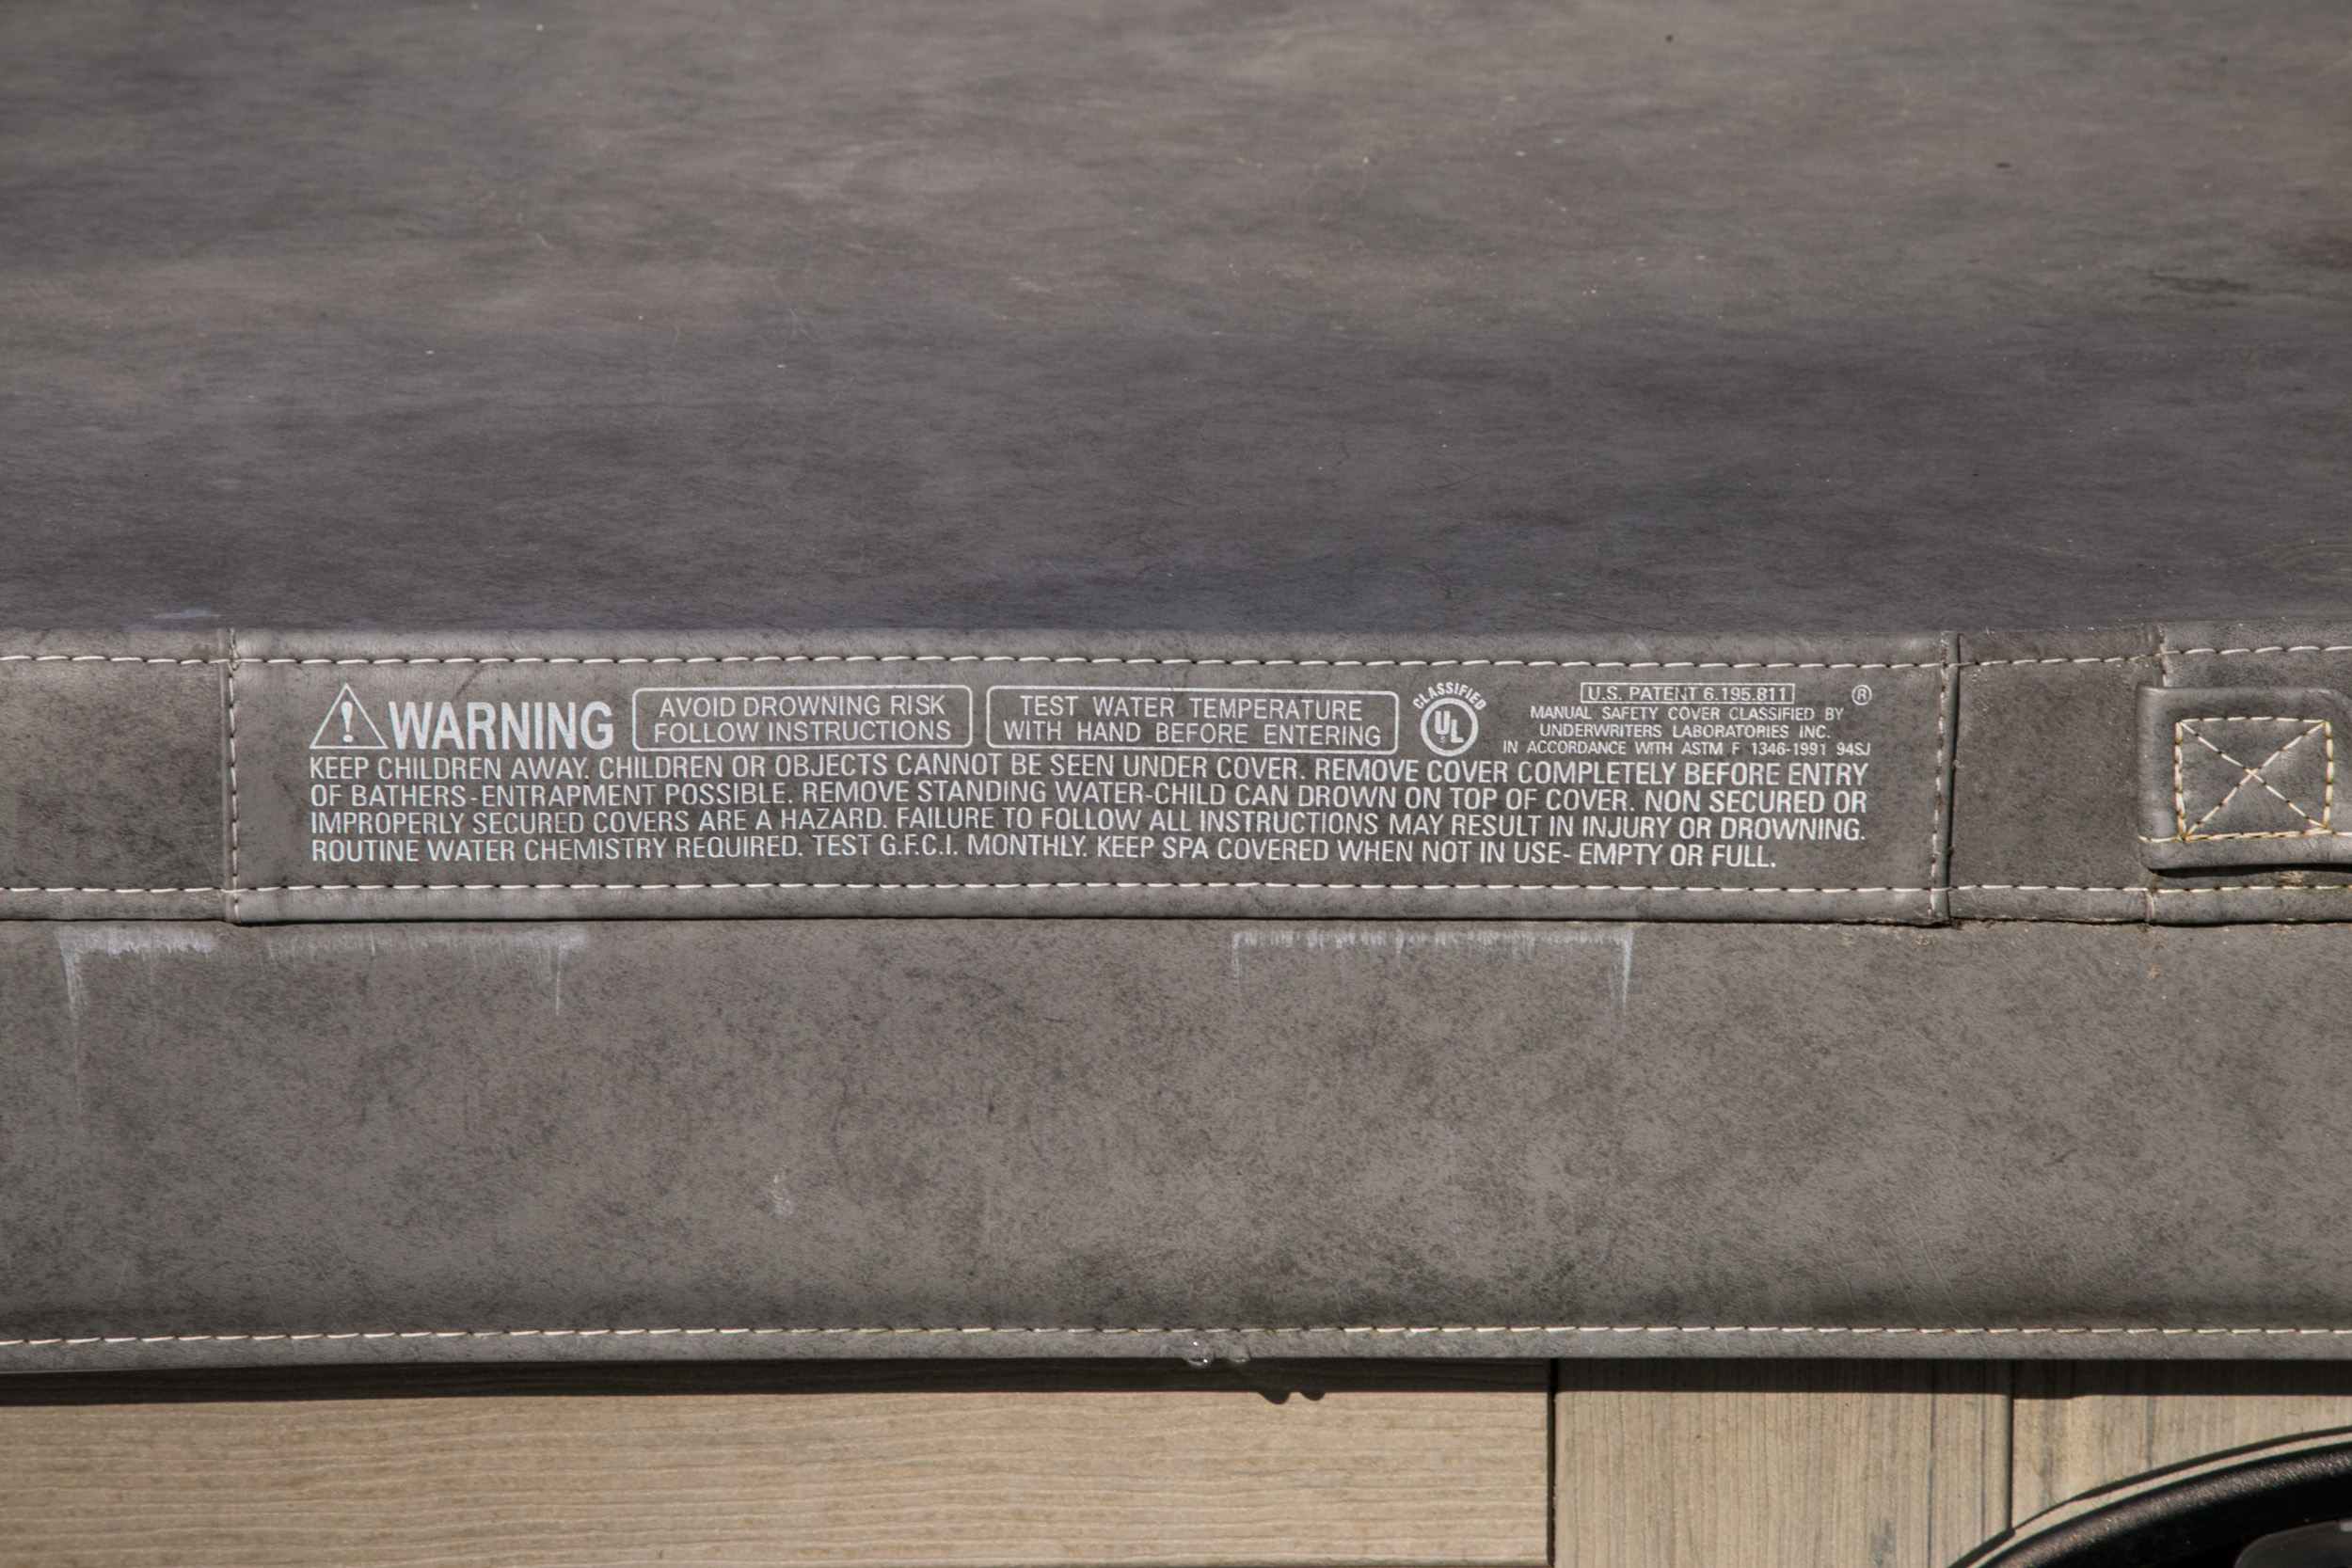 WARNING
AVOID DROWNING RISK
FOLLOW INSTRUCTIONS
TEST WATER TEMPERATURE
WITH HAND BEFORE ENTERING
CLASSIFIED
UL
U.S. PATENT 6.195.811
®
MANUAL SAFETY COVER CLASSIFIED BY
UNDERWRITERS LABORATORIES INC.
IN ACCORDANCE WITH ASTM F 1346-1991 94SJ
KEEP CHILDREN AWAY. CHILDREN OR OBJECTS CANNOT BE SEEN UNDER COVER. REMOVE COVER COMPLETELY BEFORE ENTRY
OF BATHERS-ENTRAPMENT POSSIBLE. REMOVE STANDING WATER-CHILD CAN DROWN ON TOP OF COVER. NON SECURED OR
IMPROPERLY SECURED COVERS ARE A HAZARD. FAILURE TO FOLLOW ALL INSTRUCTIONS MAY RESULT IN INJURY OR DROWNING.
ROUTINE WATER CHEMISTRY REQUIRED. TEST G.F.C.I. MONTHLY. KEEP SPA COVERED WHEN NOT IN USE- EMPTY OR FULL.